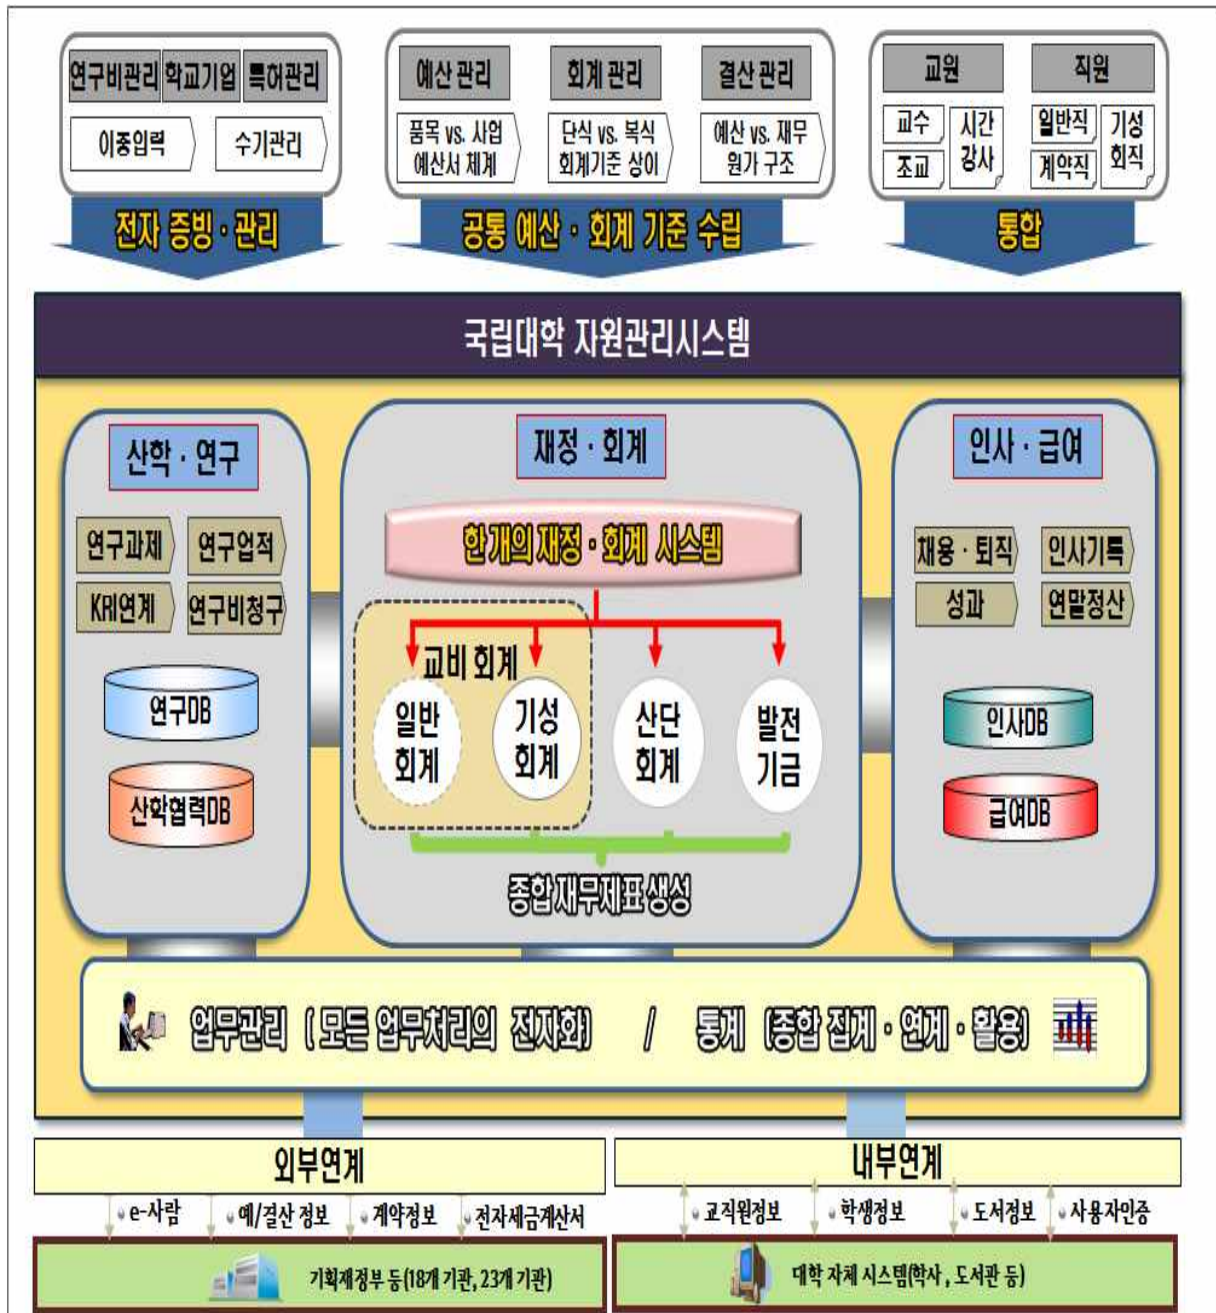 연구비관리 학교기업 특허관리
이중입력 수기관리
전자 증빙·관리
예산 관리 회계 관리 결산 관리
품목 vs. 사업
예산서 체계
단식 vs. 복식
회계기준 상이
예산 vs. 재무
원가 구조
공통 예산·회계 기준 수립
교원 직원
교수
조교
시간
강사
일반직
계약직
기성
회직
통합
국립대학 자원관리시스템
산학·연구
연구과제 연구업적
KRI연계 연구비청구
연구DB
산학협력DB
재정·회계
한개의 재정·회계 시스템
교비 회계
일반
회계
기성
회계
산단
회계
발전
기금
종합 재무제표 생성
인사·급여
채용·퇴직 인사기록
성과 연말정산
인사DB
급여DB
업무관리 (모든 업무처리의 전자화) / 통계 (종합 집계·연계·활용)
외부연계
e-사람 예/결산 정보 계약정보 전자세금계산서
기획재정부 등(18개 기관, 23개 기관)
내부연계
교직원정보 학생정보 도서정보 사용자인증
대학 자체 시스템(학사, 도서관 등)